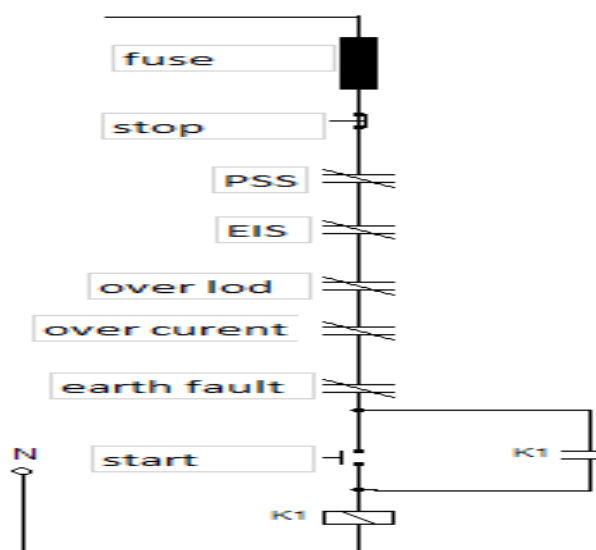 fuse
stop
PSS
EIS
over lod
over curent
earth fault
start
N
K1
K1